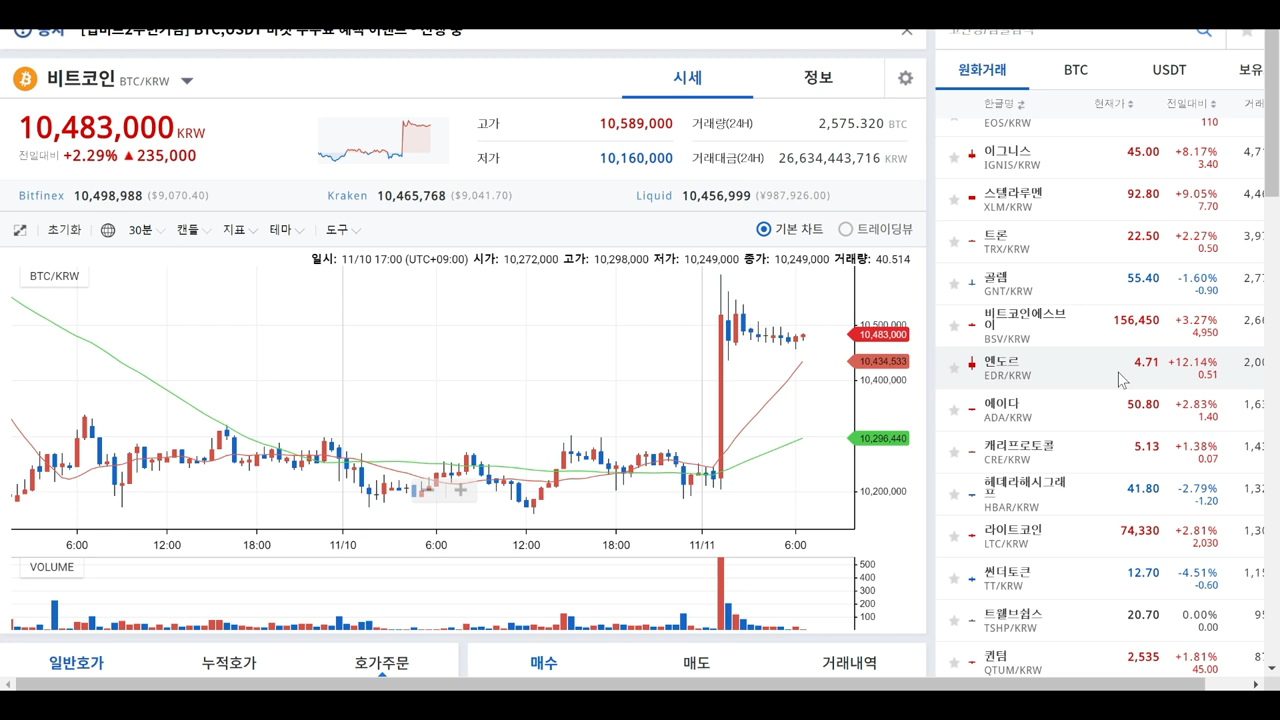 공지 [업비트2주년기념] BTC,USDT 마켓 수수료 혜택 이벤트 - 진행 중
코인명/심볼검색
비트코인 BTC/KRW
시세
정보
10,483,000 KRW
전일대비 +2.29% ▲ 235,000
고가 10,589,000 거래량(24H) 2,575.320 BTC
저가 10,160,000 거래대금(24H) 26,634,443,716 KRW
Bitfinex 10,498,988 ($9,070.40) Kraken 10,465,768 ($9,041.70) Liquid 10,456,999 (¥987,926.00)
초기화 30분 캔들 지표 테마 도구 기본 차트 트레이딩뷰
일시: 11/10 17:00 (UTC+09:00) 시가: 10,272,000 고가: 10,298,000 저가: 10,249,000 종가: 10,249,000 거래량: 40.514
BTC/KRW
10,500,000
10,483,000
10,434,533
10,400,000
10,296,440
10,200,000
6:00 12:00 18:00 11/10 6:00 12:00 18:00 11/11 6:00
VOLUME
500
400
300
200
100
일반호가 누적호가 호가주문 매수 매도 거래내역
원화거래 BTC USDT 보유
한글명 현재가 전일대비 거래
EOS/KRW 110
이그니스 45.00 +8.17%
IGNIS/KRW 3.40
스텔라루멘 92.80 +9.05%
XLM/KRW 7.70
트론 22.50 +2.27%
TRX/KRW 0.50
골렘 55.40 -1.60%
GNT/KRW -0.90
비트코인에스브
이 156,450 +3.27%
BSV/KRW 4,950
엔도르 4.71 +12.14%
EDR/KRW 0.51
에이다 50.80 +2.83%
ADA/KRW 1.40
캐리프로토콜 5.13 +1.38%
CRE/KRW 0.07
헤데라해시그래
프 41.80 -2.79%
HBAR/KRW -1.20
라이트코인 74,330 +2.81%
LTC/KRW 2,030
썬더토큰 12.70 -4.51%
TT/KRW -0.60
트웰브쉽스 20.70 0.00%
TSHP/KRW 0.00
퀀텀 2,535 +1.81%
QTUM/KRW 45.00